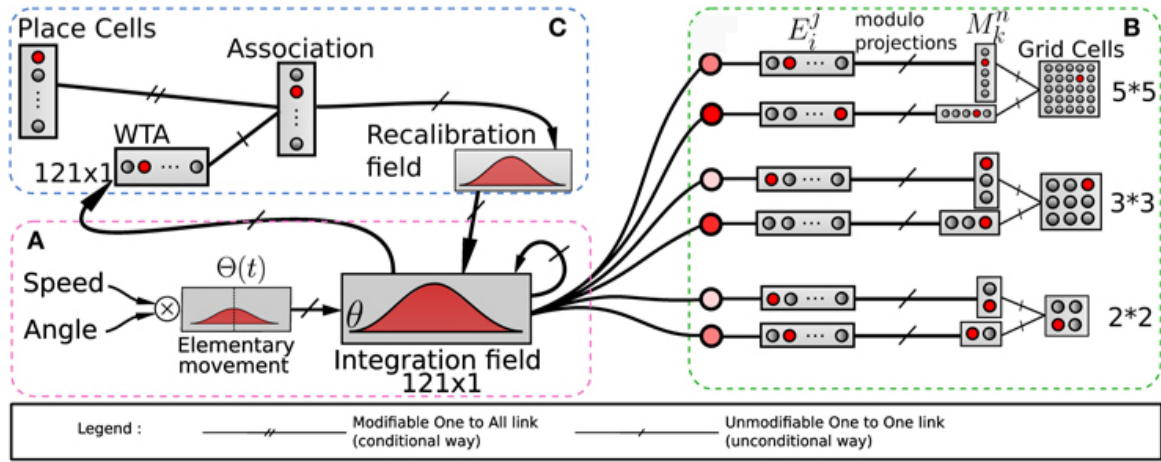 C
Place Cells
Association
WTA
121x1
Recalibration
field
A
Speed
Angle
Θ(t)
Elementary
movement
θ
Integration field
121x1
B
E_i^j
modulo
projections
M_k^n
Grid Cells
5*5
3*3
2*2
Legend :
Modifiable One to All link
(conditional way)
Unmodifiable One to One link
(unconditional way)